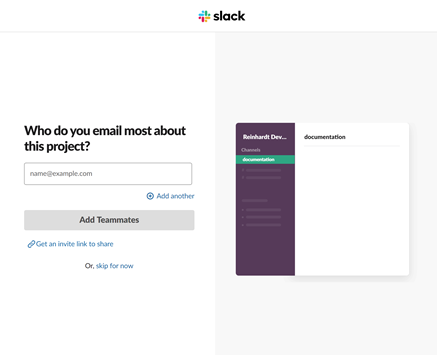 slack
Who do you email most about
this project?
name@example.com
Add another
Add Teammates
Get an invite link to share
Or, skip for now
Reinhardt Dev...
documentation
Channels
documentation